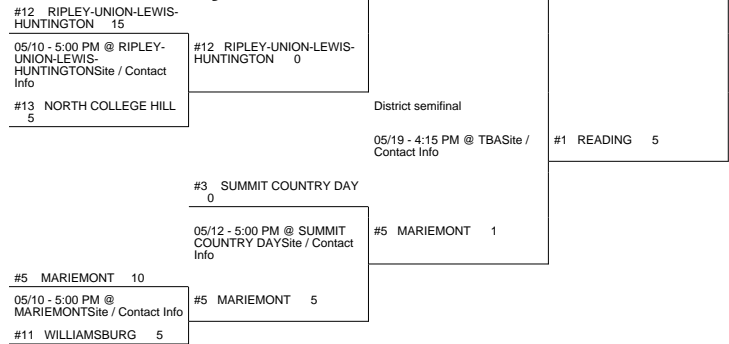 #12 RIPLEY-UNION-LEWIS-
HUNTINGTON 15
05/10 - 5:00 PM @ RIPLEY-
UNION-LEWIS-
HUNTINGTONSite / Contact
Info
#12 RIPLEY-UNION-LEWIS-
HUNTINGTON 0
#13 NORTH COLLEGE HILL
5
District semifinal
05/19 - 4:15 PM @ TBASite /
Contact Info
#1 READING 5
#3 SUMMIT COUNTRY DAY
0
05/12 - 5:00 PM @ SUMMIT
COUNTRY DAYSite / Contact
Info
#5 MARIEMONT 1
#5 MARIEMONT 10
05/10 - 5:00 PM @
MARIEMONTSite / Contact Info
#5 MARIEMONT 5
#11 WILLIAMSBURG 5